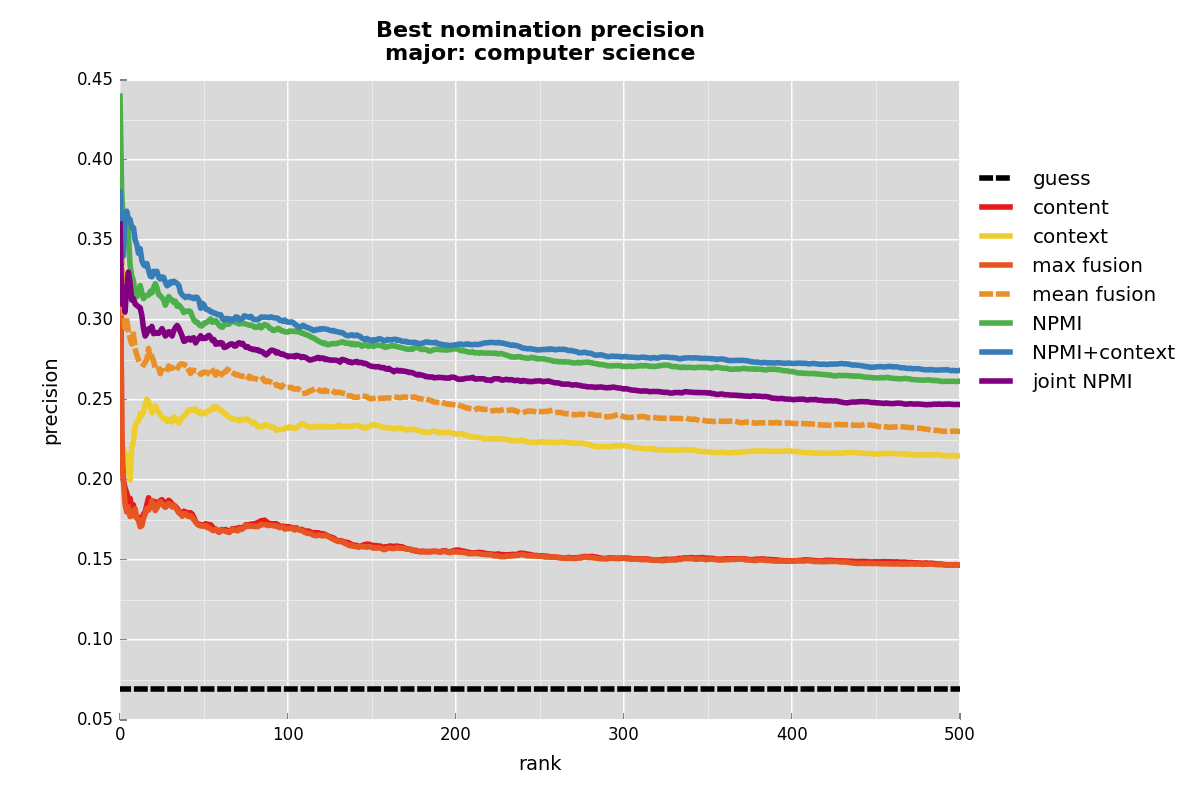 Best nomination precision
major: computer science
precision
0.45
0.40
0.35
0.30
0.25
0.20
0.15
0.10
0.05
0
100
200
300
400
500
rank
guess
content
context
max fusion
mean fusion
NPMI
NPMI+context
joint NPMI